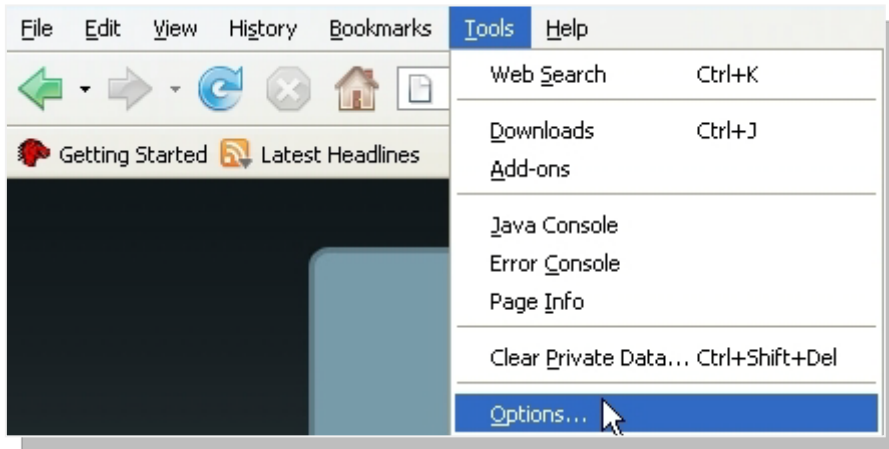 File Edit View History Bookmarks Tools Help
Web Search Ctrl+K
Getting Started Latest Headlines
Downloads Ctrl+J
Add-ons
Java Console
Error Console
Page Info
Clear Private Data... Ctrl+Shift+Del
Options...